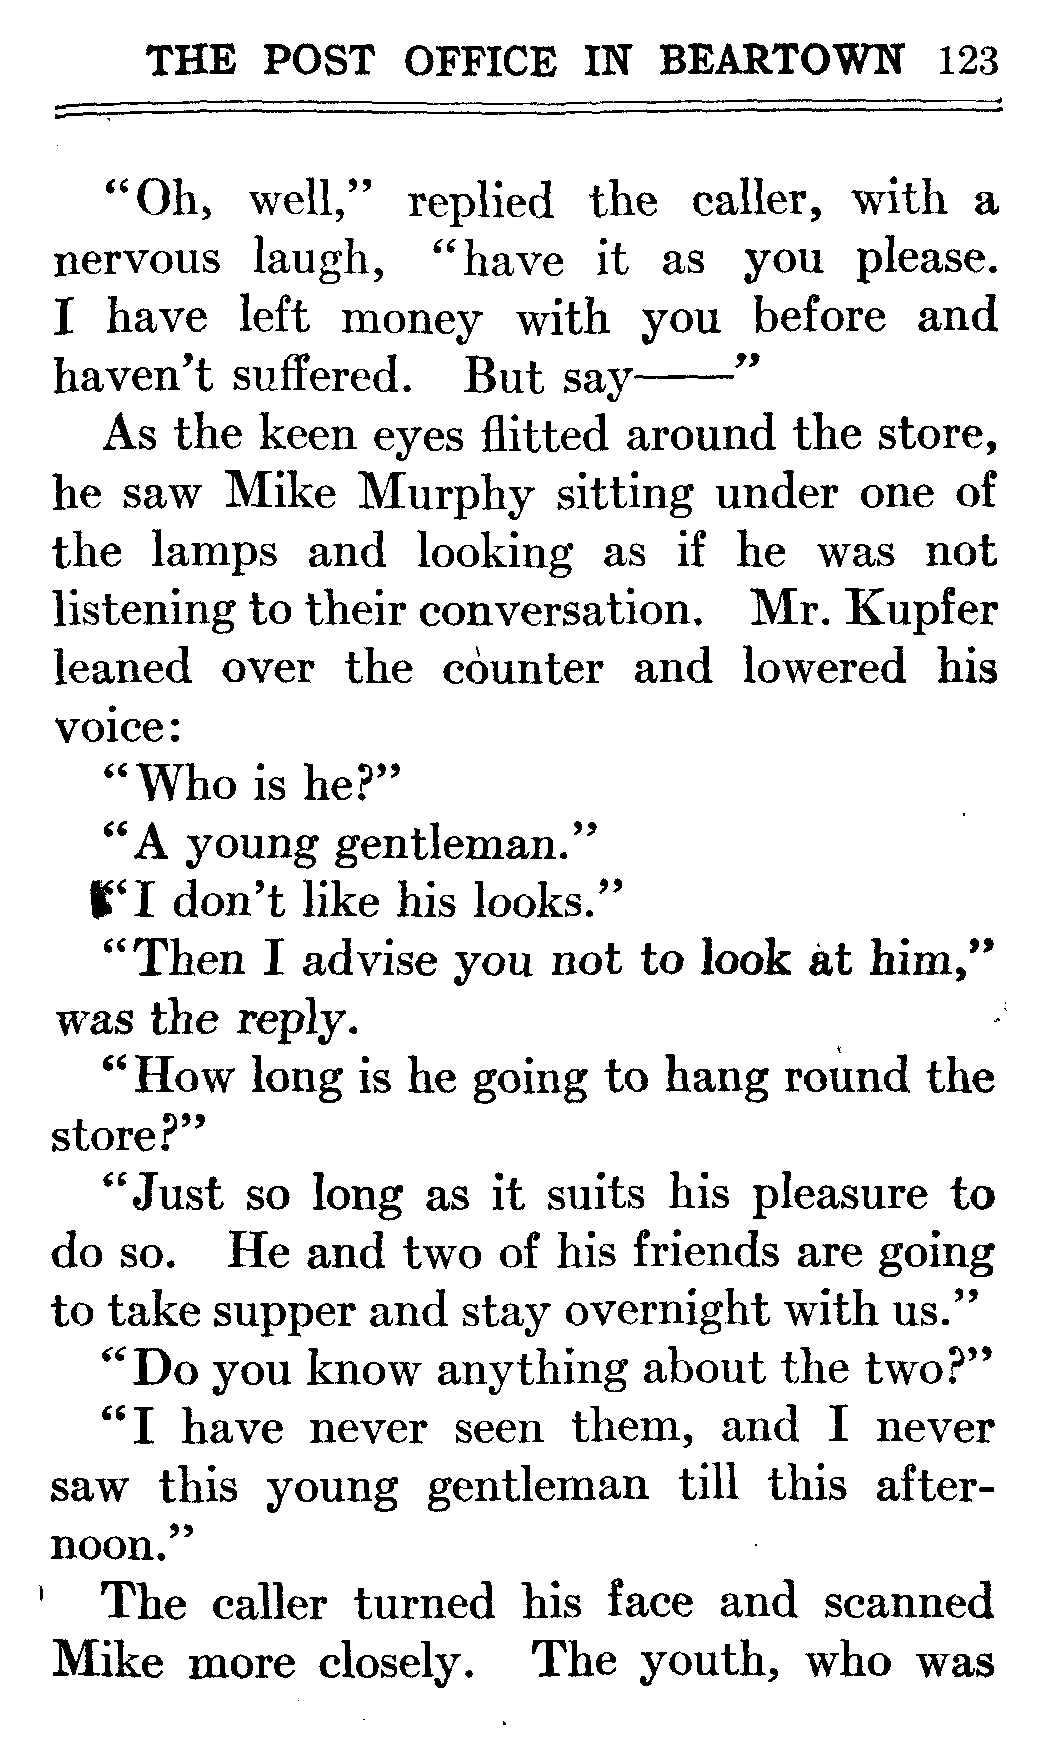 THE POST OFFICE IN BEARTOWN 123
"Oh, well," replied the caller, with a
nervous laugh, "have it as you please.
I have left money with you before and
haven't suffered. But say——"
As the keen eyes flitted around the store,
he saw Mike Murphy sitting under one of
the lamps and looking as if he was not
listening to their conversation. Mr. Kupfer
leaned over the counter and lowered his
voice:
"Who is he?"
"A young gentleman."
"I don't like his looks."
"Then I advise you not to look at him,"
was the reply.
"How long is he going to hang round the
store?"
"Just so long as it suits his pleasure to
do so. He and two of his friends are going
to take supper and stay overnight with us."
"Do you know anything about the two?"
"I have never seen them, and I never
saw this young gentleman till this after-
noon."
The caller turned his face and scanned
Mike more closely. The youth, who was